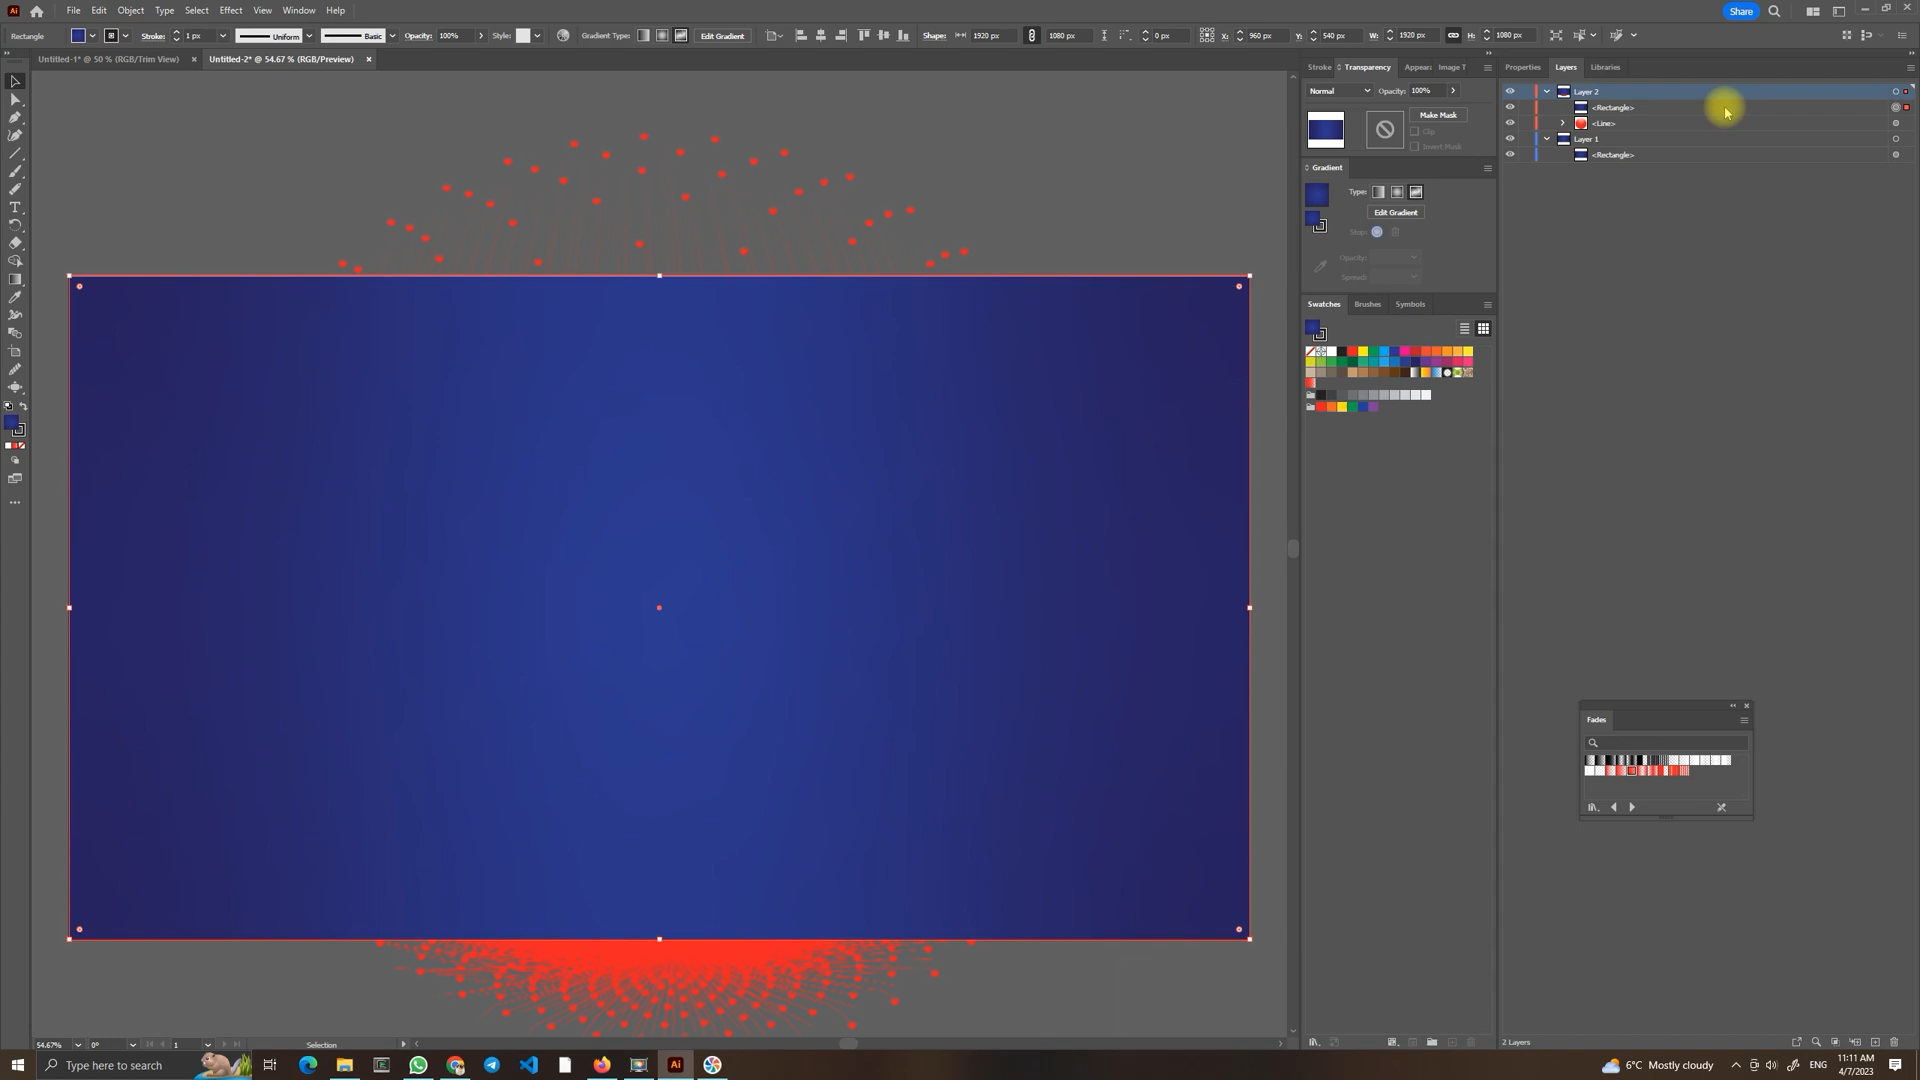 Ai File Edit Object Type Select Effect View Window Help Share
Rectangle Stroke: 1 px Uniform Basic Opacity: 100% Style: Gradient Type: Edit Gradient Shape: 1920 px 1080 px 0 px X: 960 px Y: 540 px W: 1920 px H: 1080 px
Untitled-1* @ 50 % (RGB/Trim View) × Untitled-2* @ 54.67 % (RGB/Preview) ×
Stroke Transparency Appear Image T
Properties Layers Libraries
Normal Opacity: 100%
Make Mask
Clip
Invert Mask
Layer 2
<Rectangle>
<Line>
Layer 1
<Rectangle>
Gradient
Type:
Edit Gradient
Stop:
Opacity:
Spread:
Swatches Brushes Symbols
Fades
54.67% 0° 1 Selection
2 Layers
Type here to search
Ai
6°C Mostly cloudy ENG
11:11 AM
4/7/2023